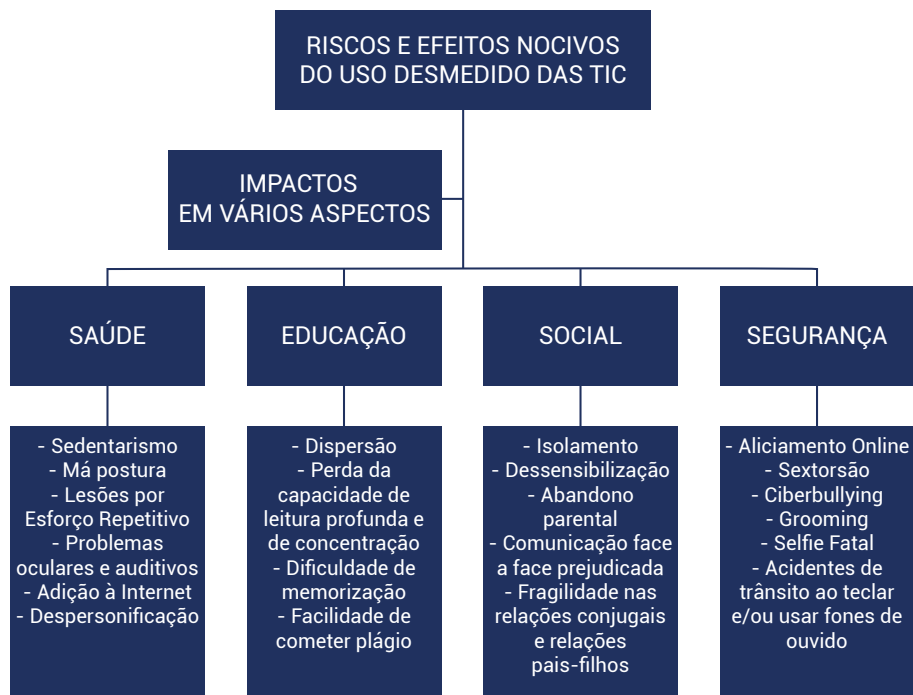 RISCOS E EFEITOS NOCIVOS
DO USO DESMEDIDO DAS TIC
IMPACTOS
EM VÁRIOS ASPECTOS
SAÚDE
- Sedentarismo
- Má postura
- Lesões por
Esforço Repetitivo
- Problemas
oculares e auditivos
- Adição à Internet
- Despersonificação
EDUCAÇÃO
- Dispersão
- Perda da
capacidade de
leitura profunda e
de concentração
- Dificuldade de
memorização
- Facilidade de
cometer plágio
SOCIAL
- Isolamento
- Dessensibilização
- Abandono
parental
- Comunicação face
a face prejudicada
- Fragilidade nas
relações conjugais
e relações
pais-filhos
SEGURANÇA
- Aliciamento Online
- Sextorsão
- Ciberbullying
- Grooming
- Selfie Fatal
- Acidentes de
trânsito ao teclar
e/ou usar fones de
ouvido